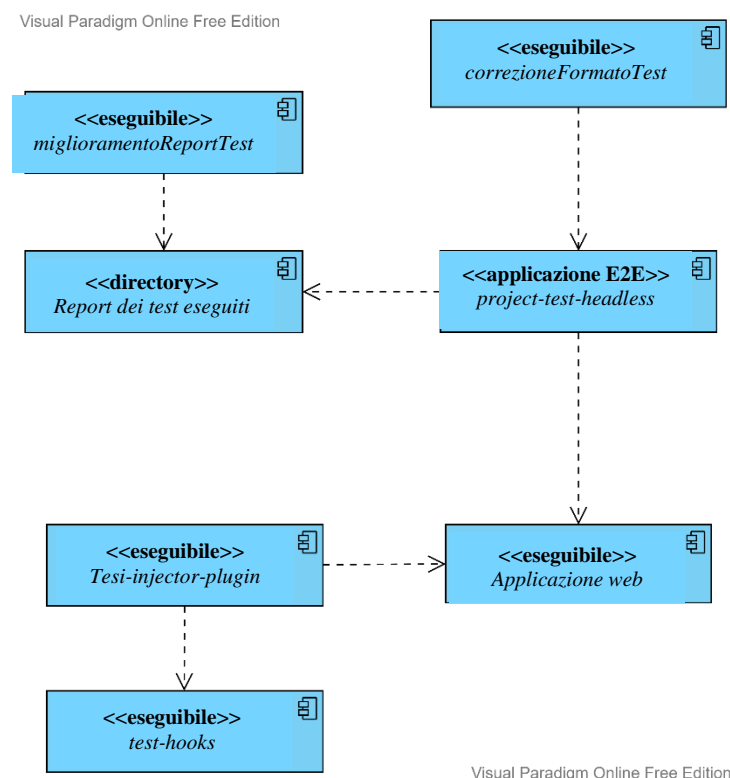 Visual Paradigm Online Free Edition
<<eseguibile>>
correzioneFormatoTest
<<eseguibile>>
miglioramentoReportTest
<<directory>>
Report dei test eseguiti
<<applicazione E2E>>
project-test-headless
<<eseguibile>>
Tesi-injector-plugin
<<eseguibile>>
Applicazione web
<<eseguibile>>
test-hooks
Visual Paradigm Online Free Edition